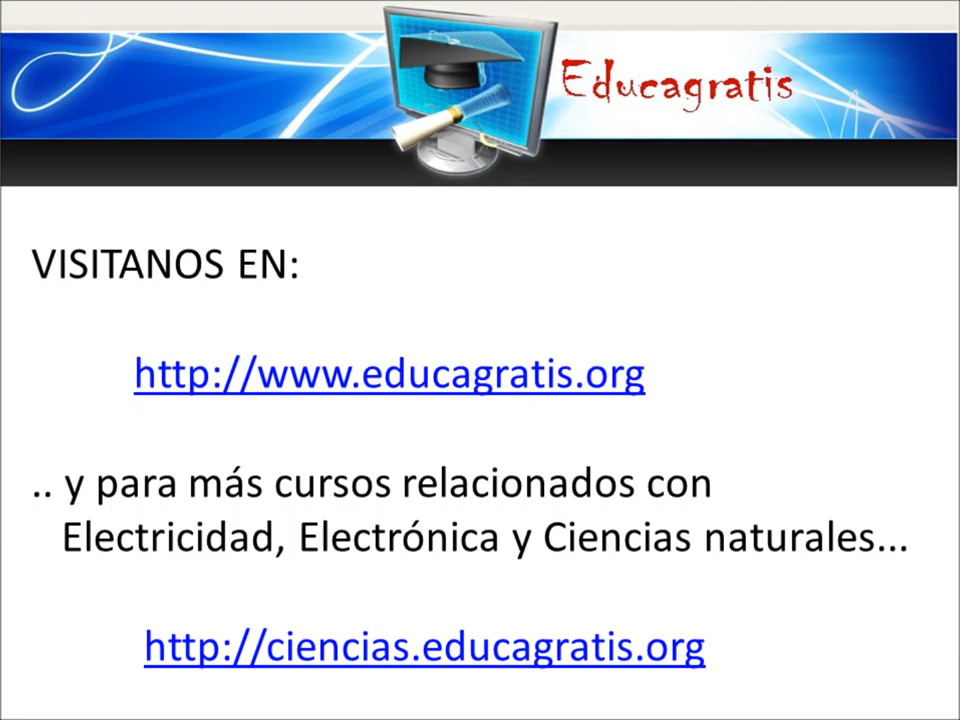 Educagratis
VISITANOS EN:
http://www.educagratis.org
.. y para más cursos relacionados con
Electricidad, Electrónica y Ciencias naturales...
http://ciencias.educagratis.org